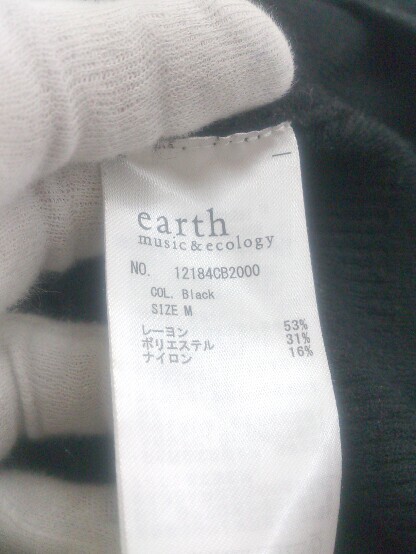 earth
music&ecology
NO. 12184CB2000
COL. Black
SIZE M
レーヨン 53%
ポリエステル 31%
ナイロン 16%